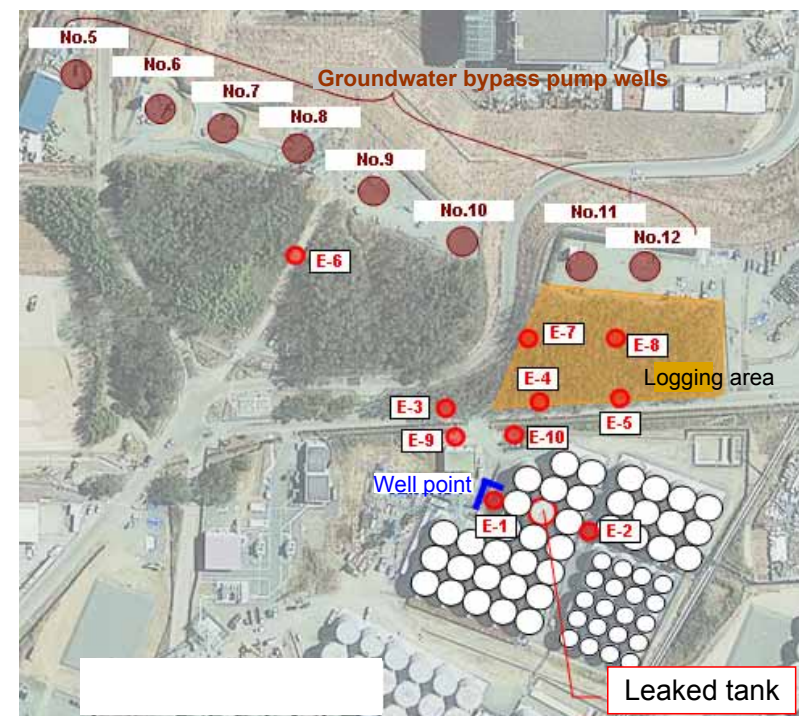 No.5
No.6
No.7
Groundwater bypass pump wells
No.8
No.9
No.10
No.11
No.12
E-6
E-7
E-8
Logging area
E-4
E-5
E-3
E-9
E-10
Well point
E-1
E-2
Leaked tank